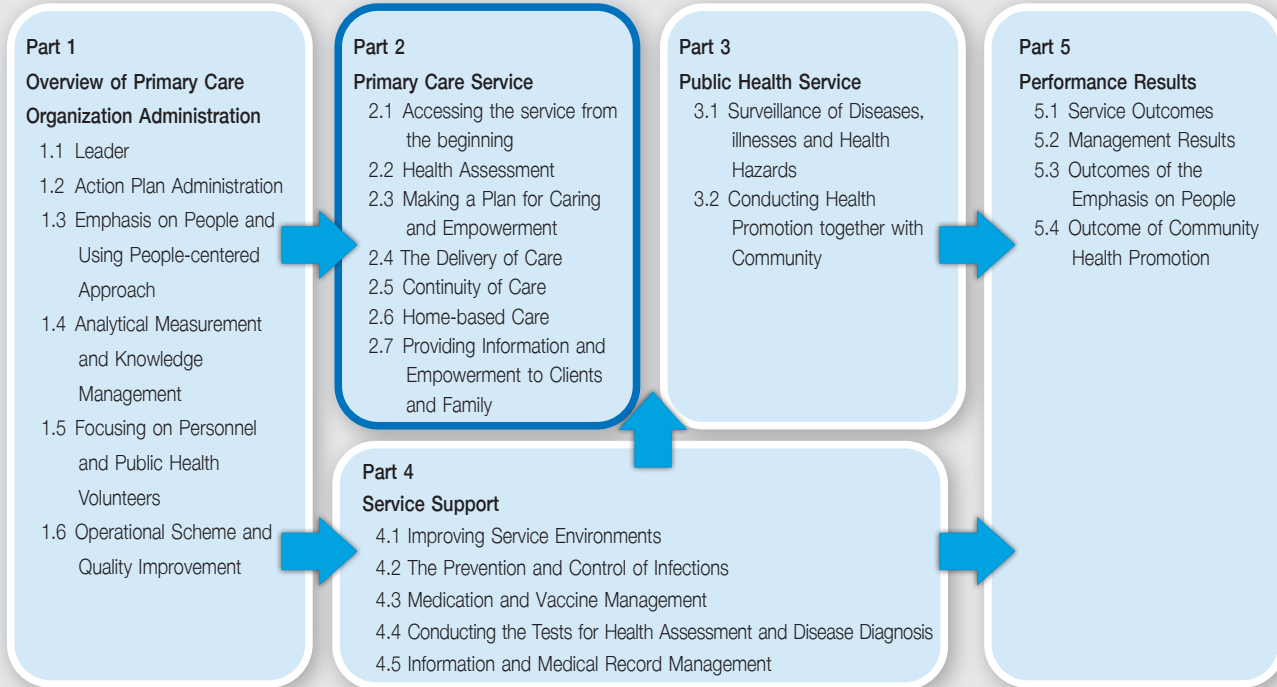 Part 1
Overview of Primary Care
Organization Administration
1.1 Leader
1.2 Action Plan Administration
1.3 Emphasis on People and
Using People-centered
Approach
1.4 Analytical Measurement
and Knowledge
Management
1.5 Focusing on Personnel
and Public Health
Volunteers
1.6 Operational Scheme and
Quality Improvement
Part 2
Primary Care Service
2.1 Accessing the service from
the beginning
2.2 Health Assessment
2.3 Making a Plan for Caring
and Empowerment
2.4 The Delivery of Care
2.5 Continuity of Care
2.6 Home-based Care
2.7 Providing Information and
Empowerment to Clients
and Family
Part 3
Public Health Service
3.1 Surveillance of Diseases,
illnesses and Health
Hazards
3.2 Conducting Health
Promotion together with
Community
Part 4
Service Support
4.1 Improving Service Environments
4.2 The Prevention and Control of Infections
4.3 Medication and Vaccine Management
4.4 Conducting the Tests for Health Assessment and Disease Diagnosis
4.5 Information and Medical Record Management
Part 5
Performance Results
5.1 Service Outcomes
5.2 Management Results
5.3 Outcomes of the
Emphasis on People
5.4 Outcome of Community
Health Promotion